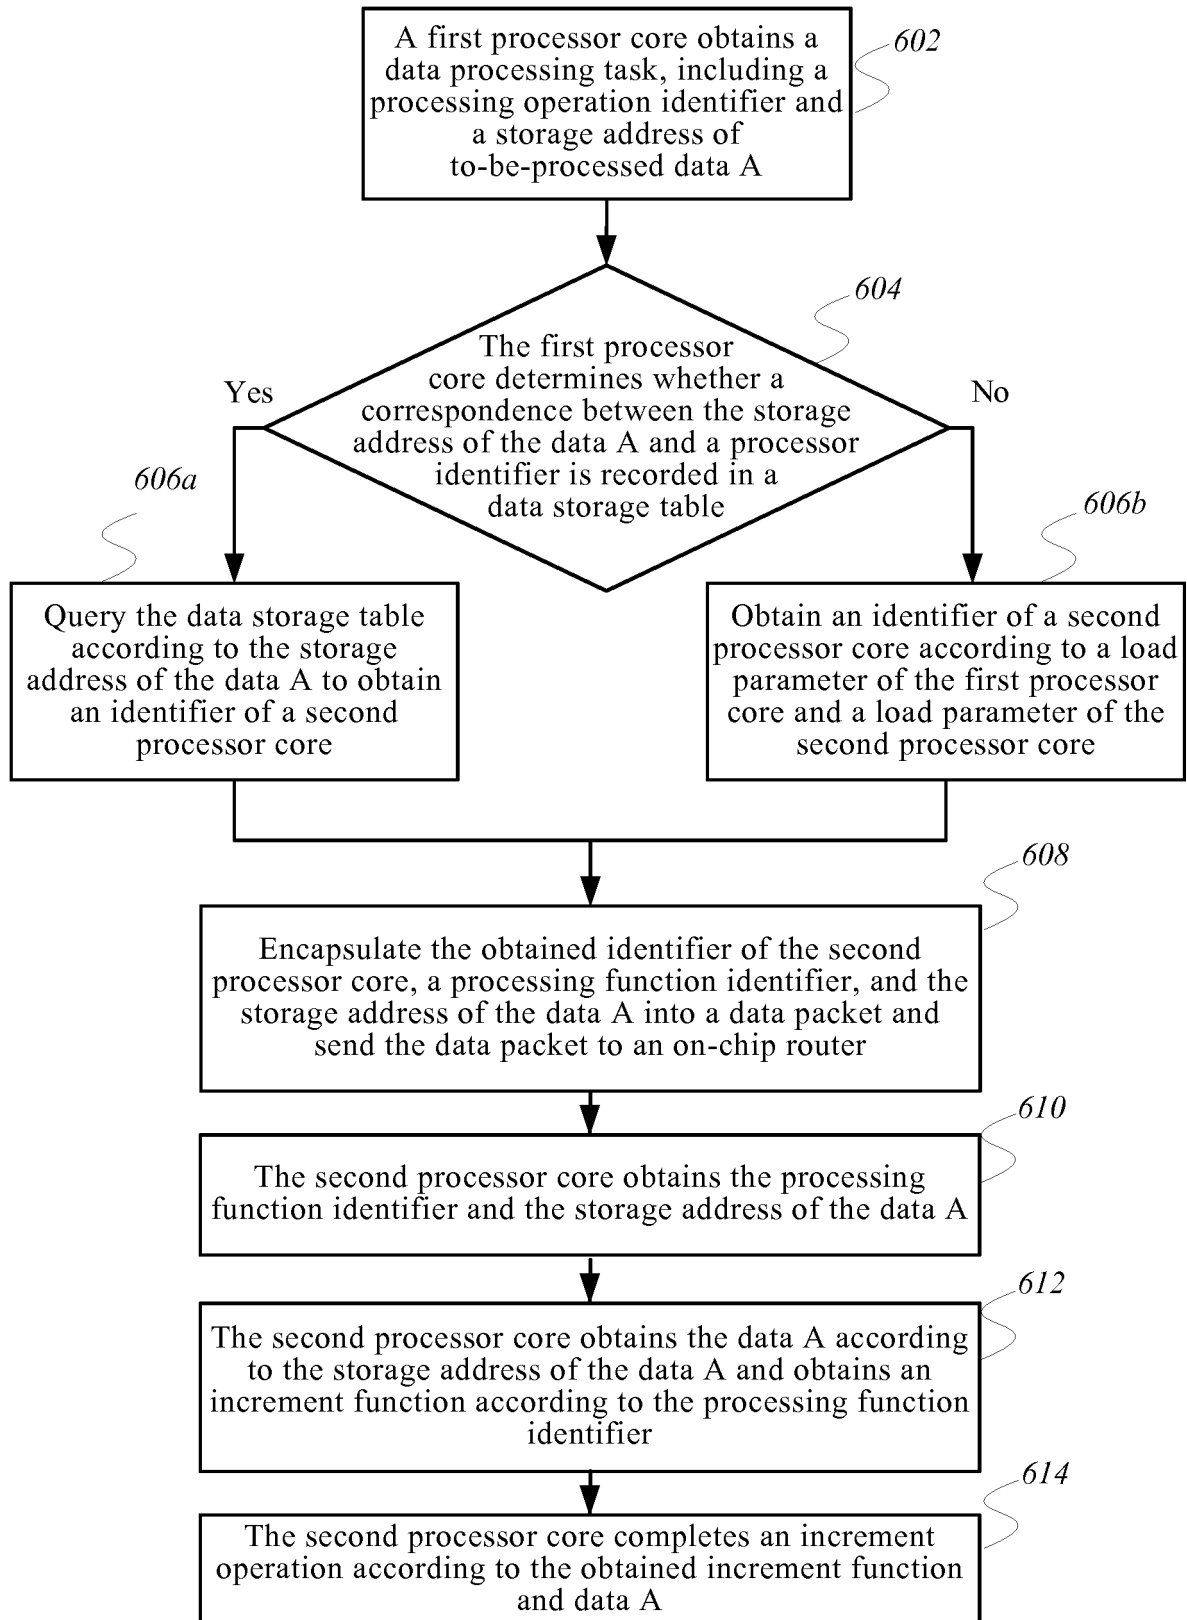 A first processor core obtains a
data processing task, including a
processing operation identifier and
a storage address of
to-be-processed data A
602
604
The first processor
core determines whether a
correspondence between the storage
address of the data A and a processor
identifier is recorded in a
data storage table
Yes
No
606a
606b
Query the data storage table
according to the storage
address of the data A to obtain
an identifier of a second
processor core
Obtain an identifier of a second
processor core according to a load
parameter of the first processor
core and a load parameter of the
second processor core
608
Encapsulate the obtained identifier of the second
processor core, a processing function identifier, and the
storage address of the data A into a data packet and
send the data packet to an on-chip router
610
The second processor core obtains the processing
function identifier and the storage address of the data A
612
The second processor core obtains the data A according
to the storage address of the data A and obtains an
increment function according to the processing function
identifier
614
The second processor core completes an increment
operation according to the obtained increment function
and data A